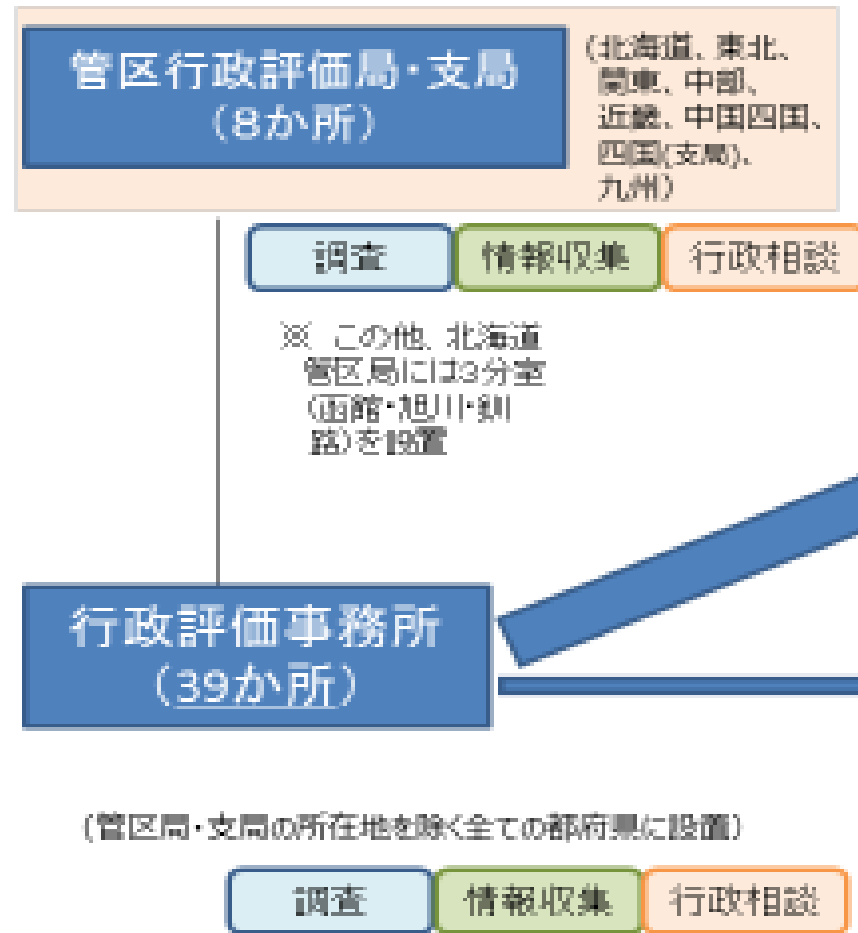 管区行政評価局・支局
（8か所）
（北海道、東北、
関東、中部、
近畿、中国四国、
四国(支局)、
九州）
調査
情報収集
行政相談
※ この他、北海道
管区局には3分室
（函館・旭川・釧
路）を設置
行政評価事務所
（39か所）
（管区局・支局の所在地を除く全ての都府県に設置）
調査
情報収集
行政相談